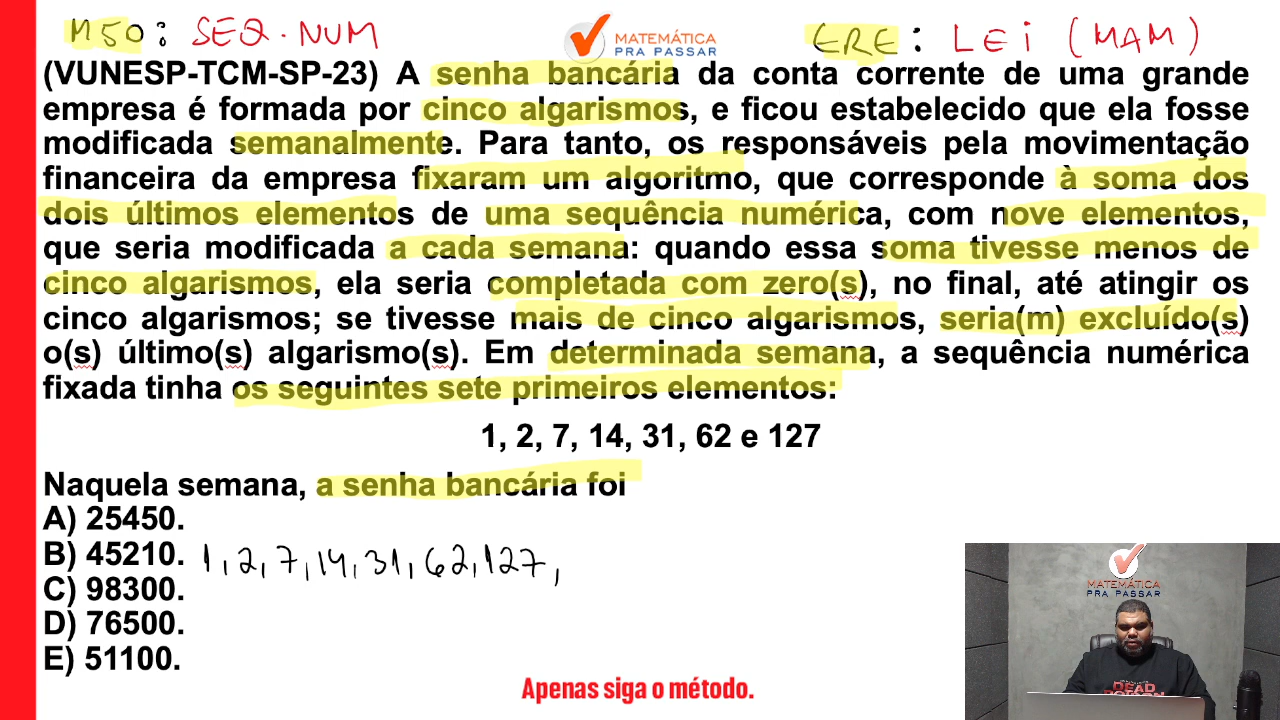 M50: SEQ. NUM
MATEMÁTICA
PRA PASSAR
ERE: LEi (MAM)
(VUNESP-TCM-SP-23) A senha bancária da conta corrente de uma grande
empresa é formada por cinco algarismos, e ficou estabelecido que ela fosse
modificada semanalmente. Para tanto, os responsáveis pela movimentação
financeira da empresa fixaram um algoritmo, que corresponde à soma dos
dois últimos elementos de uma sequência numérica, com nove elementos,
que seria modificada a cada semana: quando essa soma tivesse menos de
cinco algarismos, ela seria completada com zero(s), no final, até atingir os
cinco algarismos; se tivesse mais de cinco algarismos, seria(m) excluído(s)
o(s) último(s) algarismo(s). Em determinada semana, a sequência numérica
fixada tinha os seguintes sete primeiros elementos:
1, 2, 7, 14, 31, 62 e 127
Naquela semana, a senha bancária foi
A) 25450.
B) 45210. 1, 2, 7, 14, 31, 62, 127,
C) 98300.
D) 76500.
E) 51100.
MATEMÁTICA
PRA PASSAR
Apenas siga o método.